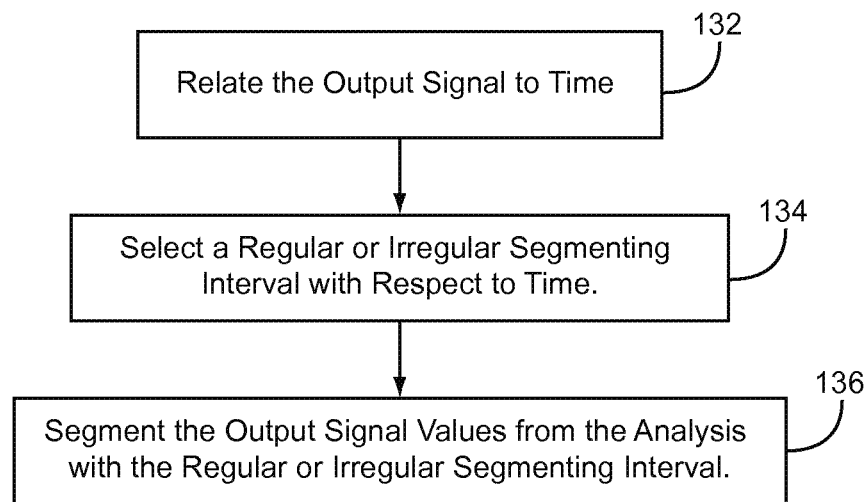 132
Relate the Output Signal to Time
134
Select a Regular or Irregular Segmenting
Interval with Respect to Time.
136
Segment the Output Signal Values from the Analysis
with the Regular or Irregular Segmenting Interval.